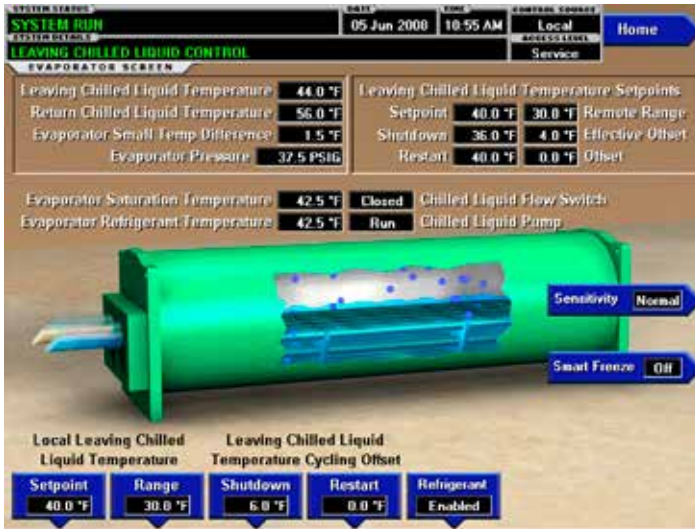 SYSTEM STATUS
SYSTEM RUN
DATE
05 Jun 2008
TIME
10:55 AM
CONTROL SOURCE
Local
Home
SYSTEM DETAILS
LEAVING CHILLED LIQUID CONTROL
ACCESS LEVEL
Service
EVAPORATOR SCREEN
Leaving Chilled Liquid Temperature 44.0 °F
Return Chilled Liquid Temperature 56.0 °F
Evaporator Small Temp Difference 1.5 °F
Evaporator Pressure 37.5 PSIG
Leaving Chilled Liquid Temperature Setpoints
Setpoint 40.0 °F 30.0 °F Remote Range
Shutdown 36.0 °F 4.0 °F Effective Offset
Restart 40.0 °F 0.0 °F Offset
Evaporator Saturation Temperature 42.5 °F Closed Chilled Liquid Flow Switch
Evaporator Refrigerant Temperature 42.5 °F Run Chilled Liquid Pump
Sensitivity Normal
Smart Freeze Off
Local Leaving Chilled
Liquid Temperature
Leaving Chilled Liquid
Temperature Cycling Offset
Setpoint Range Shutdown Restart Refrigerant
40.0 °F 30.0 °F 6.0 °F 0.0 °F Enabled